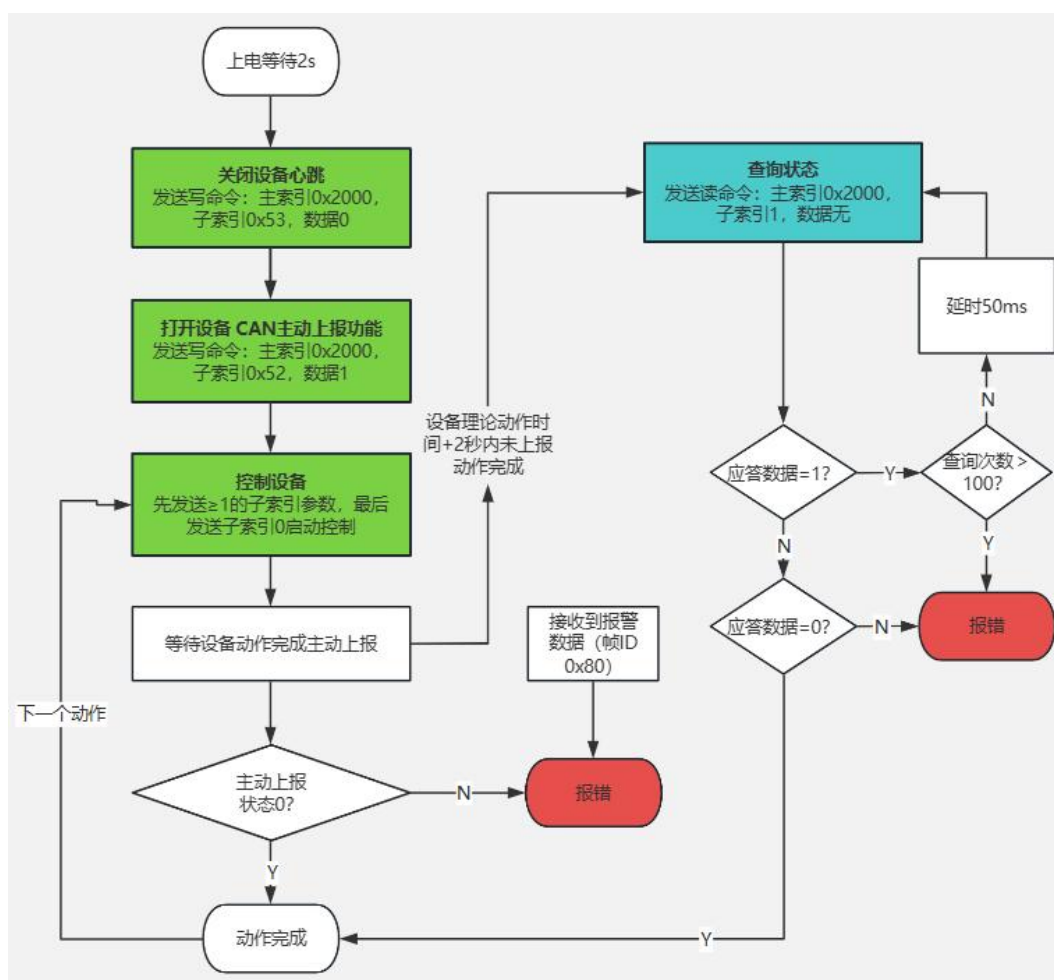 上电等待2s
关闭设备心跳
发送写命令：主索引0x2000，
子索引0x53，数据0
打开设备 CAN主动上报功能
发送写命令：主索引0x2000，
子索引0x52，数据1
控制设备
先发送≥1的子索引参数，最后
发送子索引0启动控制
等待设备动作完成主动上报
主动上报
状态0?
N
报错
Y
动作完成
下一个动作
接收到报警
数据（帧ID
0x80）
设备理论动作时
间+2秒内未上报
动作完成
查询状态
发送读命令：主索引0x2000，
子索引1，数据无
延时50ms
N
应答数据=1?
Y
查询次数 >
100?
N
Y
应答数据=0?
N
报错
Y